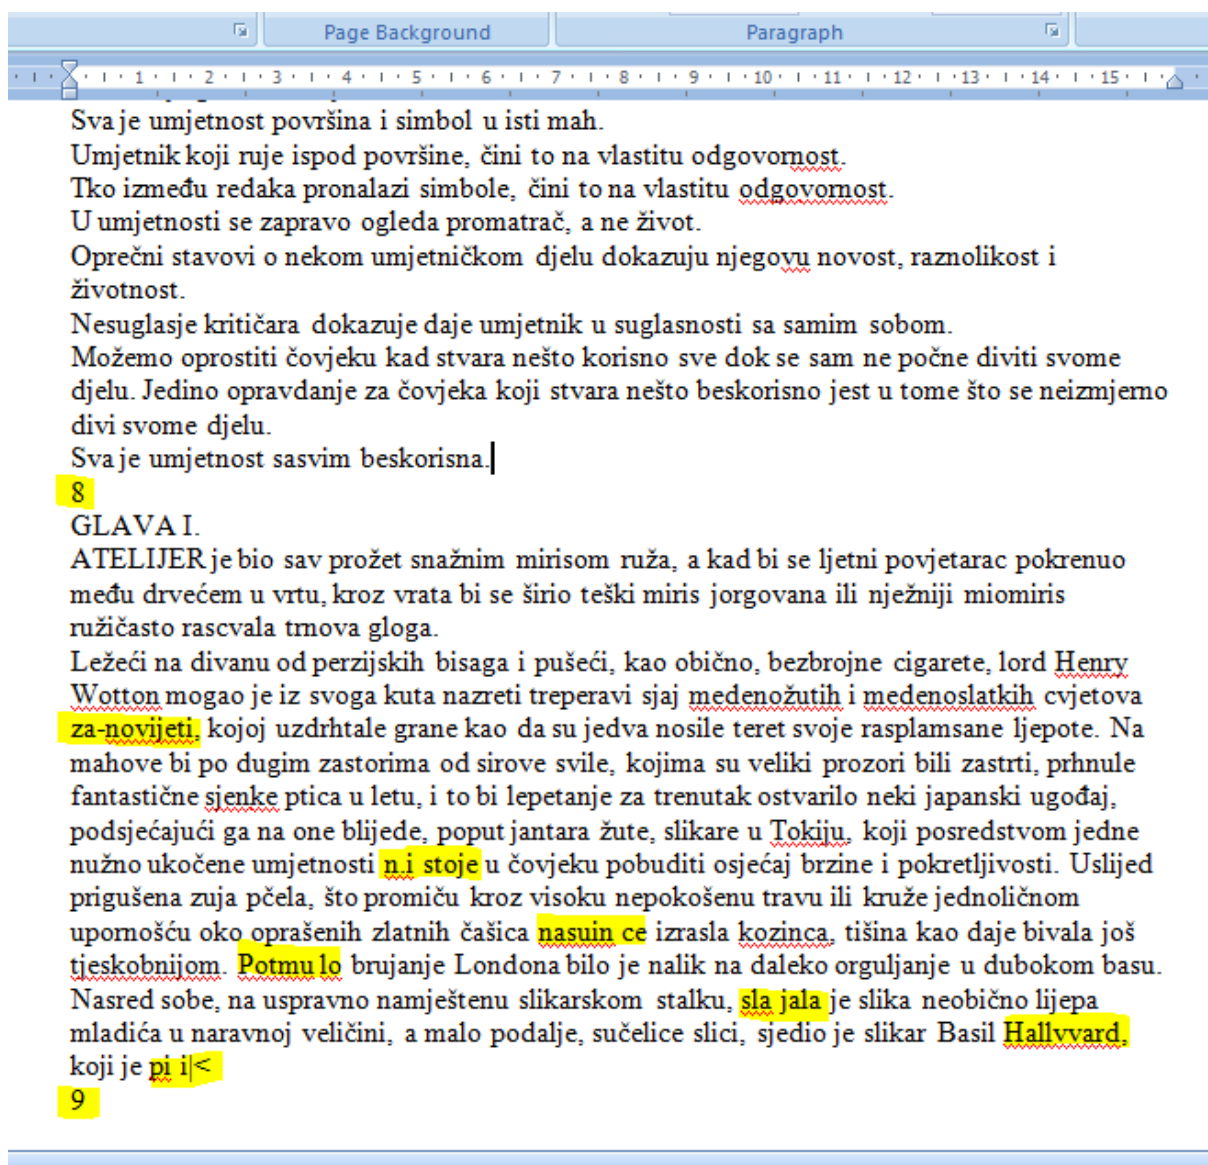 Page Background Paragraph
1 2 3 4 5 6 7 8 9 10 11 12 13 14 15
Sva je umjetnost površina i simbol u isti mah.
Umjetnik koji ruje ispod površine, čini to na vlastitu odgovornost.
Tko između redaka pronalazi simbole, čini to na vlastitu odgovornost.
U umjetnosti se zapravo ogleda promatrač, a ne život.
Oprečni stavovi o nekom umjetničkom djelu dokazuju njegovu novost, raznolikost i
životnost.
Nesuglasje kritičara dokazuje daje umjetnik u suglasnosti sa samim sobom.
Možemo oprostiti čovjeku kad stvara nešto korisno sve dok se sam ne počne diviti svome
djelu. Jedino opravdanje za čovjeka koji stvara nešto beskorisno jest u tome što se neizmjerno
divi svome djelu.
Sva je umjetnost sasvim beskorisna.
8
GLAVA I.
ATELIJER je bio sav prožet snažnim mirisom ruža, a kad bi se ljetni povjetarac pokrenuo
među drvećem u vrtu, kroz vrata bi se širio teški miris jorgovana ili nježniji miomiris
ružičasto rascvala trnova gloga.
Ležeći na divanu od perzijskih bisaga i pušeći, kao obično, bezbrojne cigarete, lord Henry
Wotton mogao je iz svoga kuta nazreti treperavi sjaj medenožutih i medenoslatkih cvjetova
za-novijeti, kojoj uzdrhtale grane kao da su jedva nosile teret svoje rasplamsane ljepote. Na
mahove bi po dugim zastorima od sirove svile, kojima su veliki prozori bili zastrti, prhnule
fantastične sjenke ptica u letu, i to bi lepetanje za trenutak ostvarilo neki japanski ugođaj,
podsjećajući ga na one blijede, poput jantara žute, slikare u Tokiju, koji posredstvom jedne
nužno ukočene umjetnosti n.i stoje u čovjeku pobuditi osjećaj brzine i pokretljivosti. Uslijed
prigušena zuja pčela, što promiču kroz visoku nepokošenu travu ili kruže jednoličnom
upornošću oko oprašenih zlatnih čašica nasuin ce izrasla kozinca, tišina kao daje bivala još
tjeskobnijom. Potmu lo brujanje Londona bilo je nalik na daleko orguljanje u dubokom basu.
Nasred sobe, na uspravno namještenu slikarskom stalku, sla jala je slika neobično lijepa
mladića u naravnoj veličini, a malo podalje, sučelice slici, sjedio je slikar Basil Hallvvard,
koji je pi i|<
9